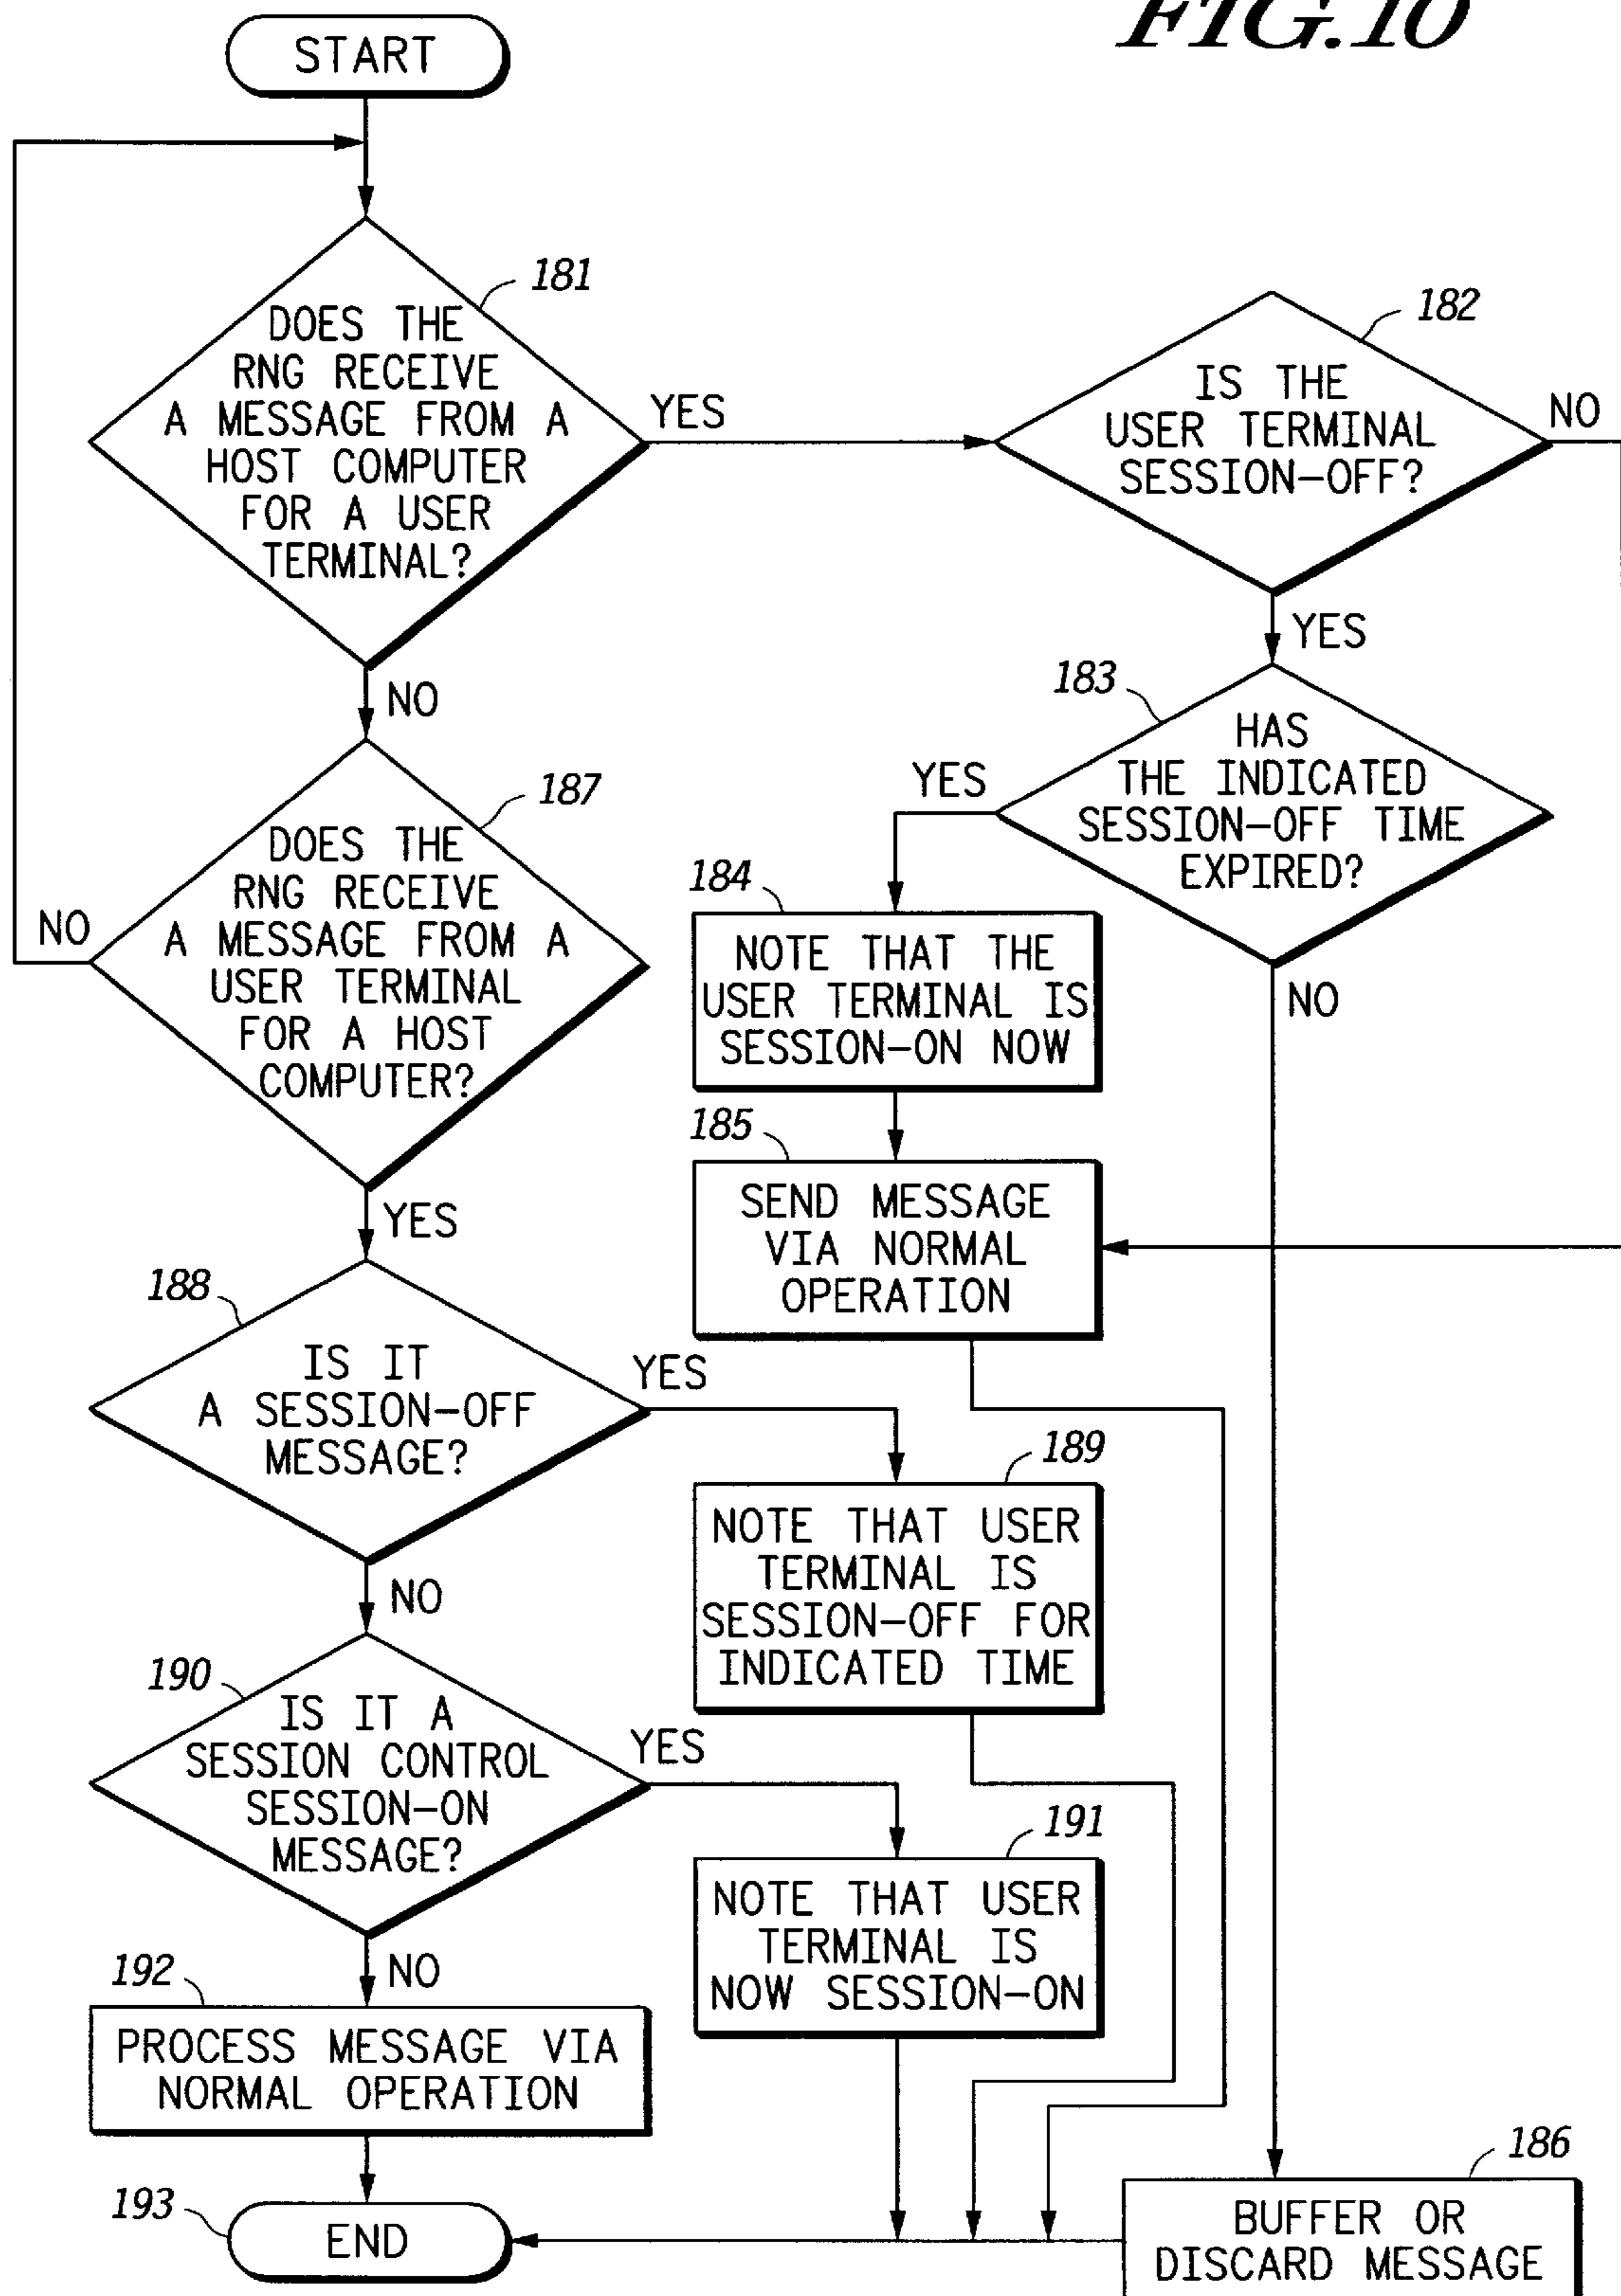 FIG.10
START
181
DOES THE
RNG RECEIVE
A MESSAGE FROM A
HOST COMPUTER
FOR A USER
TERMINAL?
YES
NO
182
IS THE
USER TERMINAL
SESSION-OFF?
NO
YES
183
HAS
THE INDICATED
SESSION-OFF TIME
EXPIRED?
YES
NO
184
NOTE THAT THE
USER TERMINAL IS
SESSION-ON NOW
185
SEND MESSAGE
VIA NORMAL
OPERATION
187
DOES THE
RNG RECEIVE
A MESSAGE FROM A
USER TERMINAL
FOR A HOST
COMPUTER?
NO
YES
188
IS IT
A SESSION-OFF
MESSAGE?
YES
NO
189
NOTE THAT USER
TERMINAL IS
SESSION-OFF FOR
INDICATED TIME
190
IS IT A
SESSION CONTROL
SESSION-ON
MESSAGE?
YES
NO
191
NOTE THAT USER
TERMINAL IS
NOW SESSION-ON
192
PROCESS MESSAGE VIA
NORMAL OPERATION
193
END
186
BUFFER OR
DISCARD MESSAGE